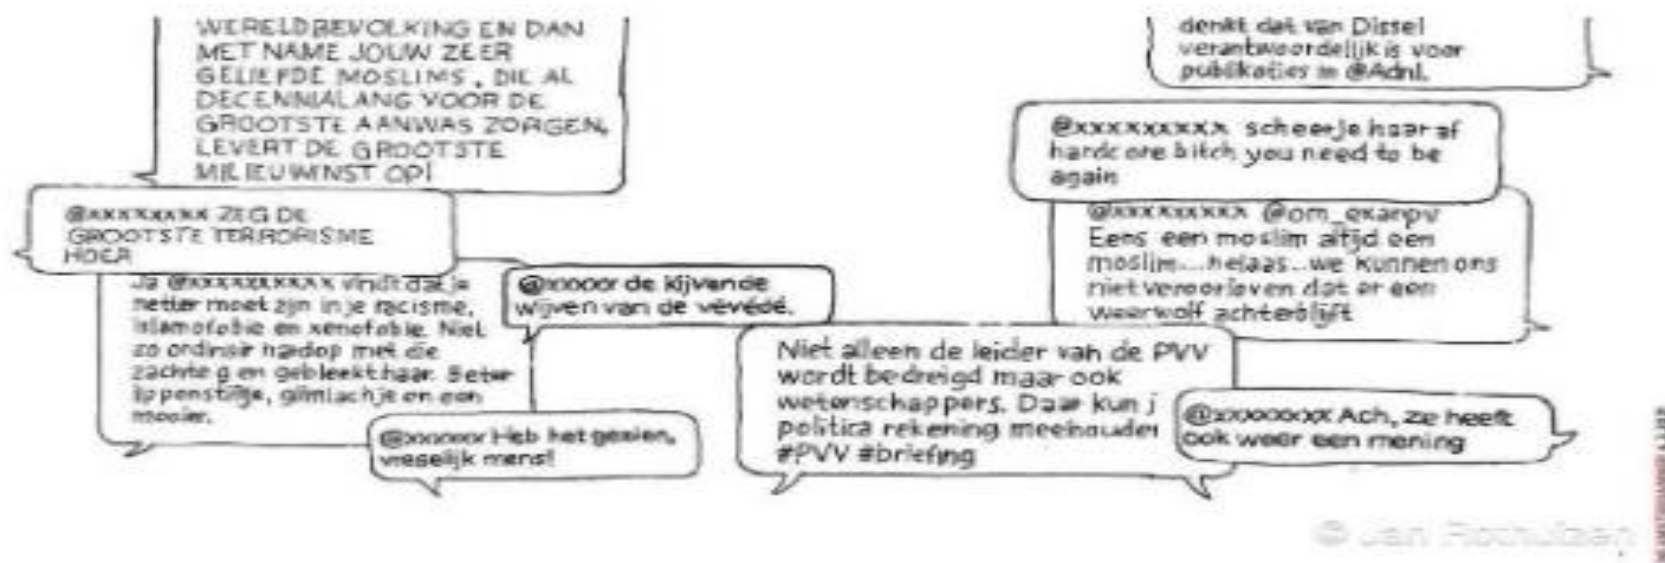 WERELDBEVOLKING EN DAN
MET NAME JOUW ZEER
GELIEFDE MOSLIMS, DIE AL
DECENNIALANG VOOR DE
GROOTSTE AANWAS ZORGEN,
LEVERT DE GROOTSTE
MILIEUWINST OP!
@xxxxxxxx ZEG DE
GROOTSTE TERRORISME
HOER
Ja @xxxxxxxxxx vindt dat je
netter moet zijn in je racisme,
islamofobie en xenofobie. Niet
zo ordinair hardop met die
zachte g en gebleekt haar. Beter
lippenstiftje, glimlachje en een
mooier.
@xxxxxr de kijvende
wijven van de vévédé.
@xxxxxxr Heb het gezien,
vreselijk mens!
denkt dat van Dissel
verantwoordelijk is voor
publikaties in @Adnl.
@xxxxxxxxxx scheer je haar af
hardcore bitch you need to be
again
@xxxxxxxxxx
Eens een moslim altijd een
moslim...helaas...we kunnen ons
niet veroorloven dat er een
weerwolf achterblijft
Niet alleen de leider van de PVV
wordt bedreigd maar ook
wetenschappers. Daar kun j
politica rekening meehouden
#PVV #briefing
@xxxxxxxx Ach, ze heeft
ook weer een mening
© Jan Rothuizen